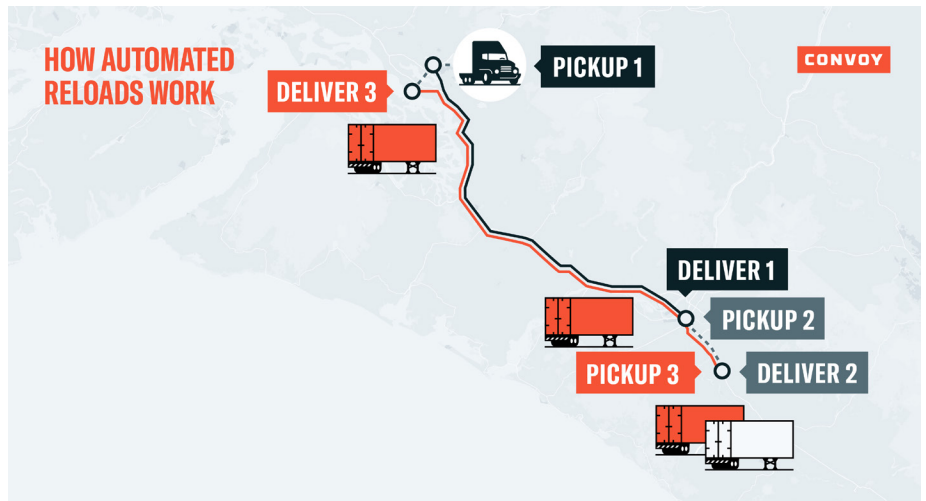 HOW AUTOMATED
RELOADS WORK
CONVOY
PICKUP 1
DELIVER 3
DELIVER 1
PICKUP 2
PICKUP 3
DELIVER 2